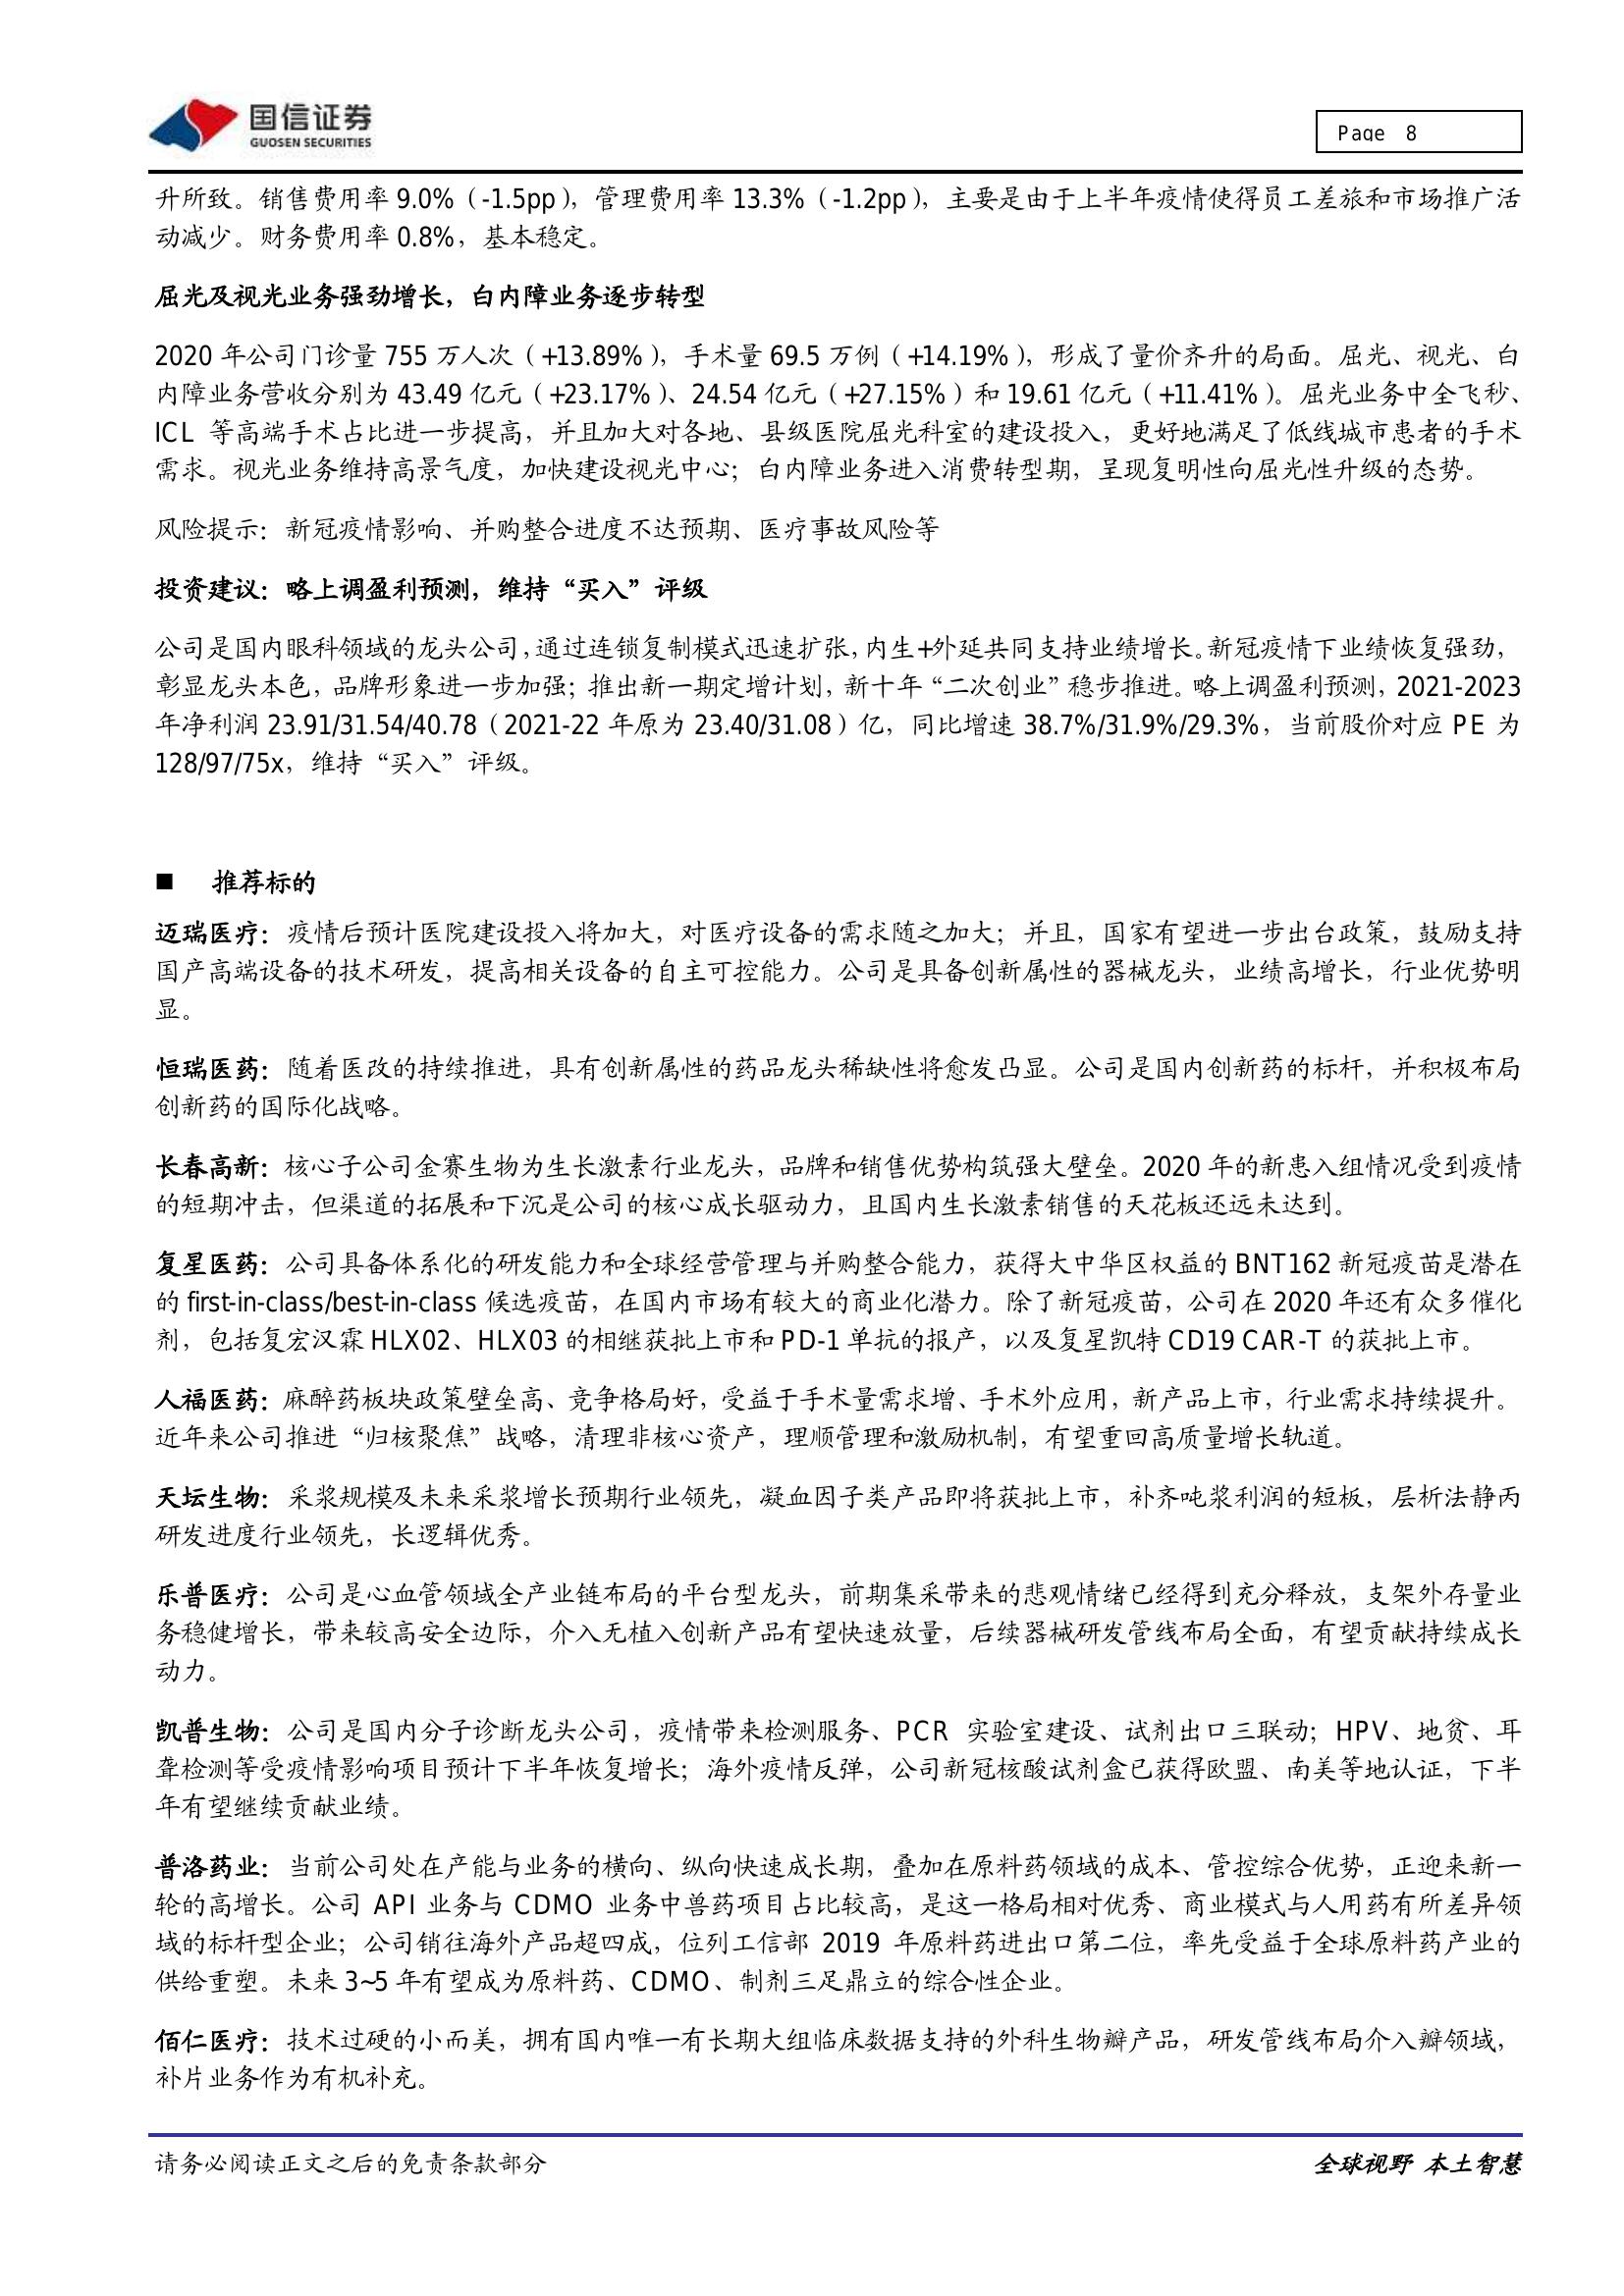 国信证券
GUOSEN SECURITIES
Page 8
升所致。销售费用率 9.0%（-1.5pp），管理费用率 13.3%（-1.2pp），主要是由于上半年疫情使得员工差旅和市场推广活
动减少。财务费用率 0.8%，基本稳定。
屈光及视光业务强劲增长，白内障业务逐步转型
2020 年公司门诊量 755 万人次（+13.89%），手术量 69.5 万例（+14.19%），形成了量价齐升的局面。屈光、视光、白
内障业务营收分别为 43.49 亿元（+23.17%）、24.54 亿元（+27.15%）和 19.61 亿元（+11.41%）。屈光业务中全飞秒、
ICL 等高端手术占比进一步提高，并且加大对各地、县级医院屈光科室的建设投入，更好地满足了低线城市患者的手术
需求。视光业务维持高景气度，加快建设视光中心；白内障业务进入消费转型期，呈现复明性向屈光性升级的态势。
风险提示：新冠疫情影响、并购整合进度不达预期、医疗事故风险等
投资建议：略上调盈利预测，维持“买入”评级
公司是国内眼科领域的龙头公司，通过连锁复制模式迅速扩张，内生+外延共同支持业绩增长。新冠疫情下业绩恢复强劲，
彰显龙头本色，品牌形象进一步加强；推出新一期定增计划，新十年“二次创业”稳步推进。略上调盈利预测，2021-2023
年净利润 23.91/31.54/40.78（2021-22 年原为 23.40/31.08）亿，同比增速 38.7%/31.9%/29.3%，当前股价对应 PE 为
128/97/75x，维持“买入”评级。
■ 推荐标的
迈瑞医疗：疫情后预计医院建设投入将加大，对医疗设备的需求随之加大；并且，国家有望进一步出台政策，鼓励支持
国产高端设备的技术研发，提高相关设备的自主可控能力。公司是具备创新属性的器械龙头，业绩高增长，行业优势明
显。
恒瑞医药：随着医改的持续推进，具有创新属性的药品龙头稀缺性将愈发凸显。公司是国内创新药的标杆，并积极布局
创新药的国际化战略。
长春高新：核心子公司金赛生物为生长激素行业龙头，品牌和销售优势构筑强大壁垒。2020 年的新患入组情况受到疫情
的短期冲击，但渠道的拓展和下沉是公司的核心成长驱动力，且国内生长激素销售的天花板还远未达到。
复星医药：公司具备体系化的研发能力和全球经营管理与并购整合能力，获得大中华区权益的 BNT162 新冠疫苗是潜在
的 first-in-class/best-in-class 候选疫苗，在国内市场有较大的商业化潜力。除了新冠疫苗，公司在 2020 年还有众多催化
剂，包括复宏汉霖 HLX02、HLX03 的相继获批上市和 PD-1 单抗的报产，以及复星凯特 CD19 CAR-T 的获批上市。
人福医药：麻醉药板块政策壁垒高、竞争格局好，受益于手术量需求增、手术外应用，新产品上市，行业需求持续提升。
近年来公司推进“归核聚焦”战略，清理非核心资产，理顺管理和激励机制，有望重回高质量增长轨道。
天坛生物：采浆规模及未来采浆增长预期行业领先，凝血因子类产品即将获批上市，补齐吨浆利润的短板，层析法静丙
研发进度行业领先，长逻辑优秀。
乐普医疗：公司是心血管领域全产业链布局的平台型龙头，前期集采带来的悲观情绪已经得到充分释放，支架外存量业
务稳健增长，带来较高安全边际，介入无植入创新产品有望快速放量，后续器械研发管线布局全面，有望贡献持续成长
动力。
凯普生物：公司是国内分子诊断龙头公司，疫情带来检测服务、PCR 实验室建设、试剂出口三联动；HPV、地贫、耳
聋检测等受疫情影响项目预计下半年恢复增长；海外疫情反弹，公司新冠核酸试剂盒已获得欧盟、南美等地认证，下半
年有望继续贡献业绩。
普洛药业：当前公司处在产能与业务的横向、纵向快速成长期，叠加在原料药领域的成本、管控综合优势，正迎来新一
轮的高增长。公司 API 业务与 CDMO 业务中兽药项目占比较高，是这一格局相对优秀、商业模式与人用药有所差异领
域的标杆型企业；公司销往海外产品超四成，位列工信部 2019 年原料药进出口第二位，率先受益于全球原料药产业的
供给重塑。未来 3~5 年有望成为原料药、CDMO、制剂三足鼎立的综合性企业。
佰仁医疗：技术过硬的小而美，拥有国内唯一有长期大组临床数据支持的外科生物瓣产品，研发管线布局介入瓣领域，
补片业务作为有机补充。
请务必阅读正文之后的免责条款部分
全球视野 本土智慧